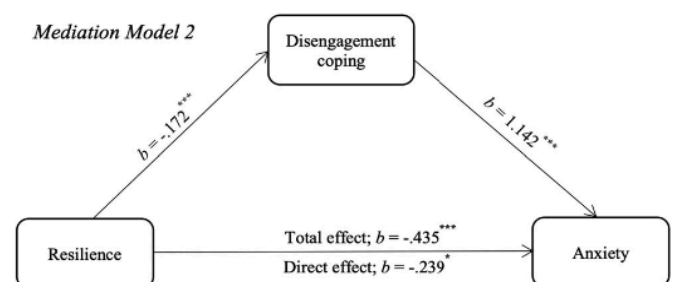 Mediation Model 2
Disengagement
coping
b = -.172***
b = 1.142***
Resilience
Total effect; b = -.435***
Direct effect; b = -.239*
Anxiety